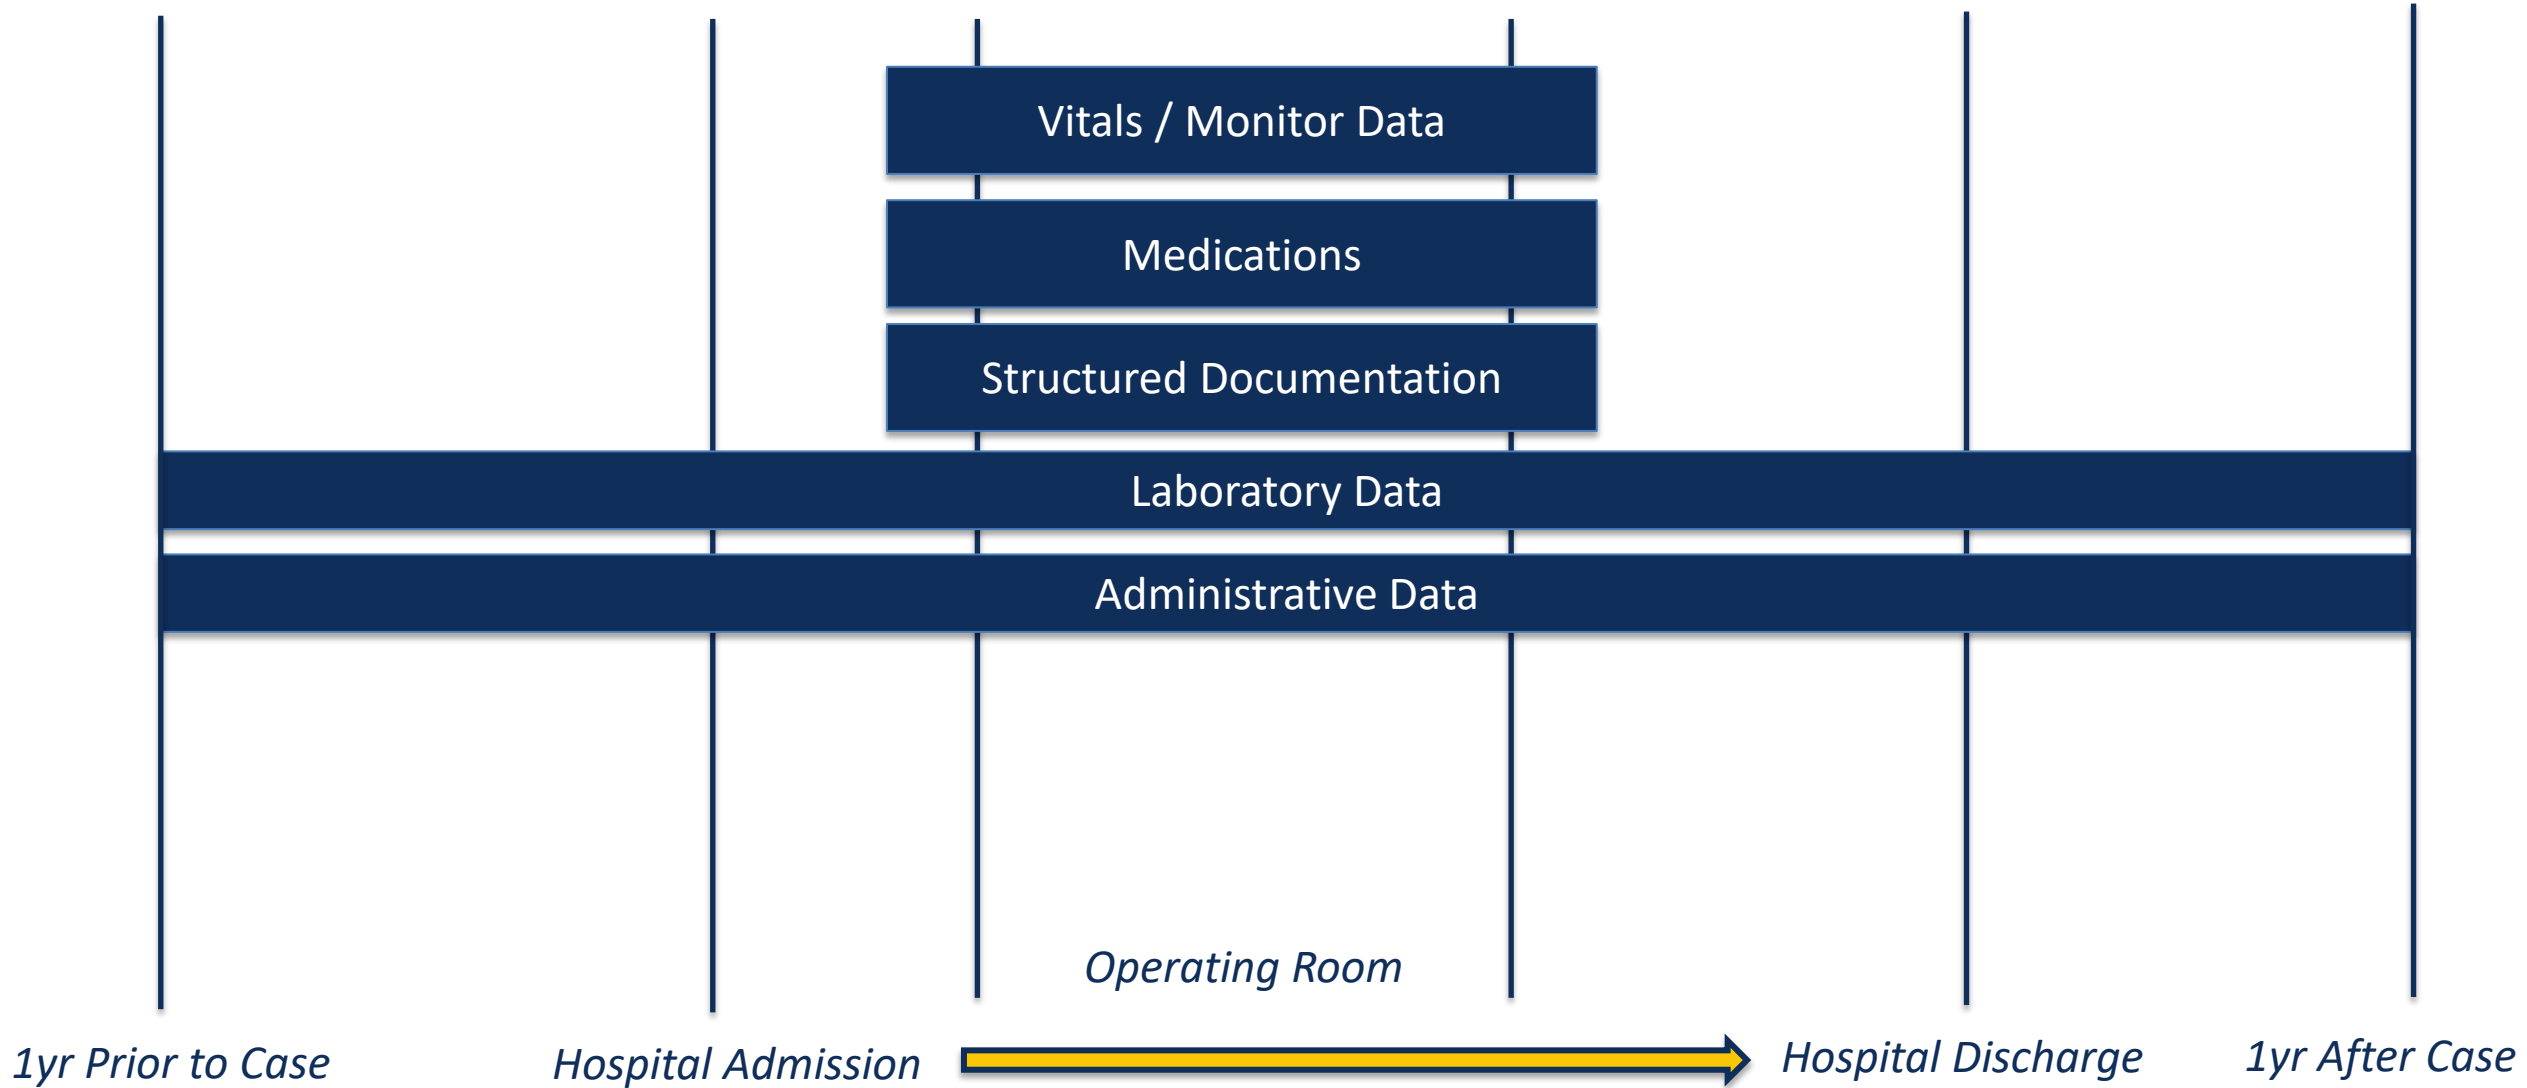 Vitals / Monitor Data
Medications
Structured Documentation
Laboratory Data
Administrative Data
Operating Room
1yr Prior to Case
Hospital Admission
Hospital Discharge
1yr After Case